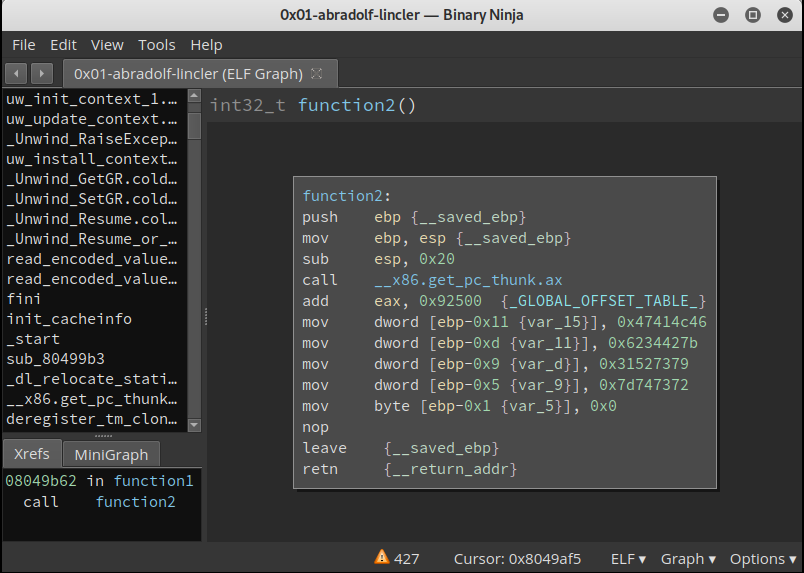 0x01-abradolf-lincler — Binary Ninja
File Edit View Tools Help
0x01-abradolf-lincler (ELF Graph)
uw_init_context_1.…
uw_update_context.…
_Unwind_RaiseExcep…
uw_install_context…
_Unwind_GetGR.cold…
_Unwind_SetGR.cold…
_Unwind_Resume.col…
_Unwind_Resume_or_…
read_encoded_value…
read_encoded_value…
fini
init_cacheinfo
_start
sub_80499b3
_dl_relocate_stati…
__x86.get_pc_thunk…
deregister_tm_clon…
Xrefs MiniGraph
08049b62 in function1
call function2
int32_t function2()
function2:
push ebp {__saved_ebp}
mov ebp, esp {__saved_ebp}
sub esp, 0x20
call __x86.get_pc_thunk.ax
add eax, 0x92500 {_GLOBAL_OFFSET_TABLE_}
mov dword [ebp-0x11 {var_15}], 0x47414c46
mov dword [ebp-0xd {var_11}], 0x6234427b
mov dword [ebp-0x9 {var_d}], 0x31527379
mov dword [ebp-0x5 {var_9}], 0x7d747372
mov byte [ebp-0x1 {var_5}], 0x0
nop
leave {__saved_ebp}
retn {__return_addr}
427 Cursor: 0x8049af5 ELF ▾ Graph ▾ Options ▾